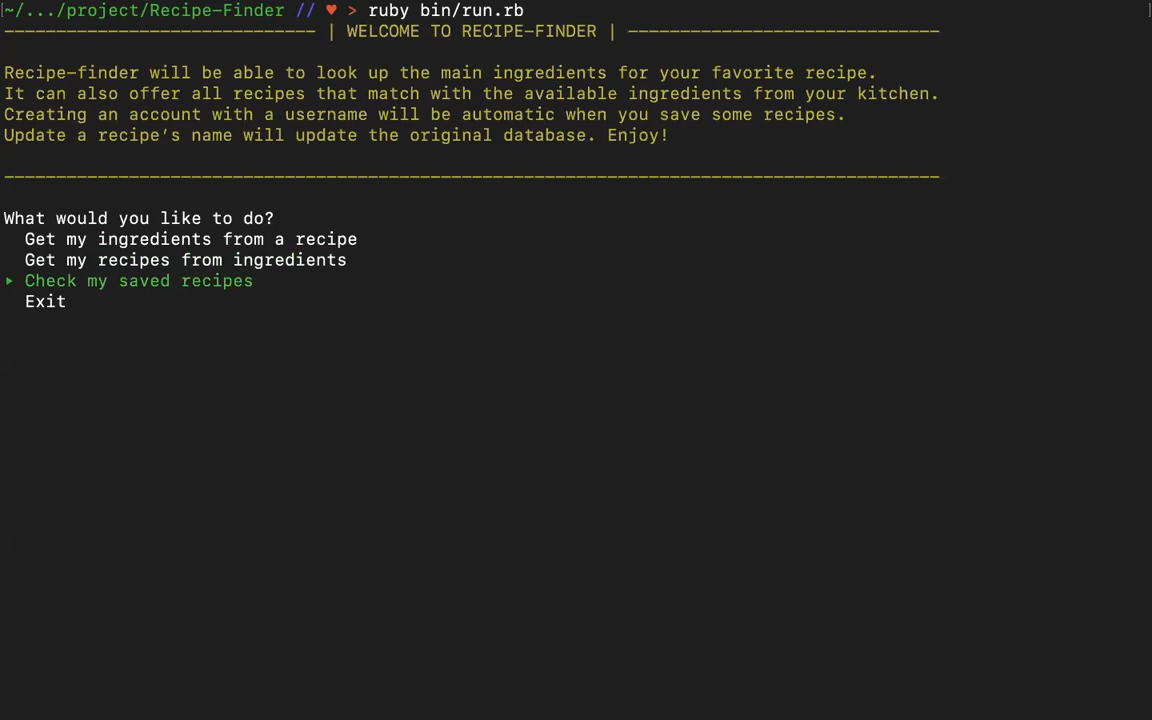 ~/.../project/Recipe-Finder // ♥ > ruby bin/run.rb
------------------------------ | WELCOME TO RECIPE-FINDER | ------------------------------
Recipe-finder will be able to look up the main ingredients for your favorite recipe.
It can also offer all recipes that match with the available ingredients from your kitchen.
Creating an account with a username will be automatic when you save some recipes.
Update a recipe’s name will update the original database. Enjoy!
------------------------------------------------------------------------------------------
What would you like to do?
Get my ingredients from a recipe
Get my recipes from ingredients
▸ Check my saved recipes
Exit